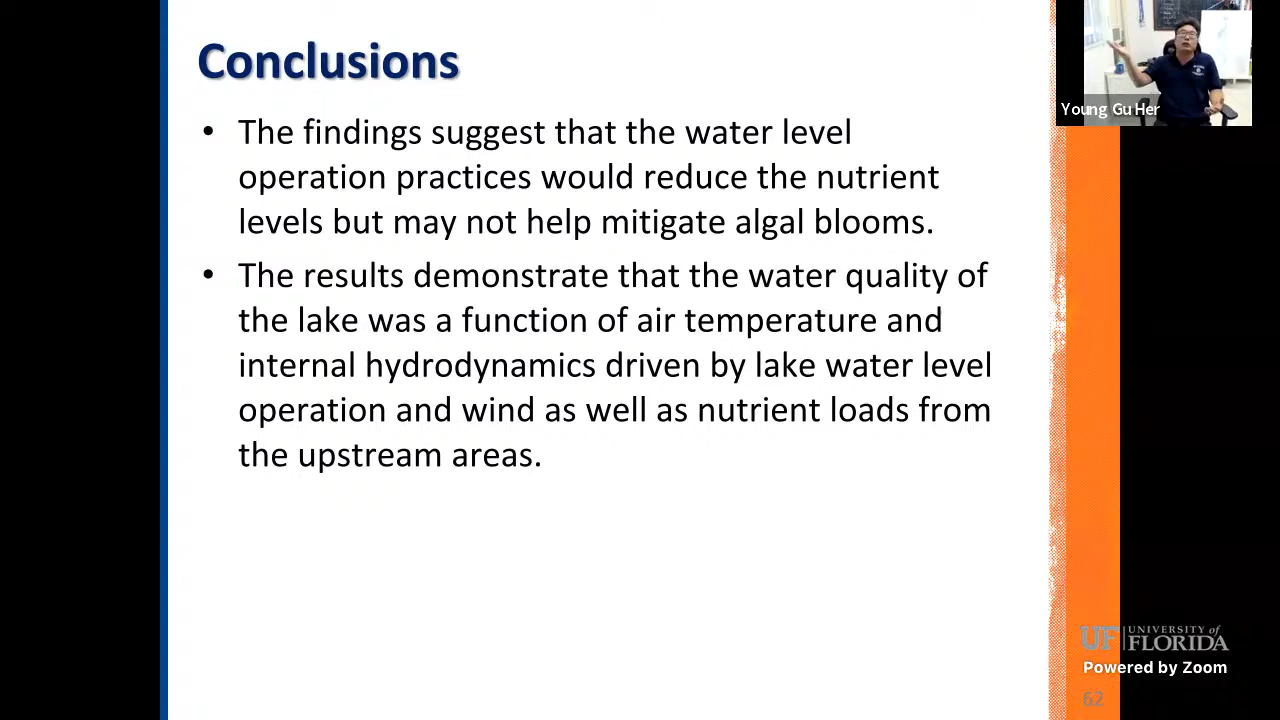 Conclusions
• The findings suggest that the water level
operation practices would reduce the nutrient
levels but may not help mitigate algal blooms.
• The results demonstrate that the water quality of
the lake was a function of air temperature and
internal hydrodynamics driven by lake water level
operation and wind as well as nutrient loads from
the upstream areas.
Young Gu Her
UF UNIVERSITY of
FLORIDA
Powered by Zoom
62